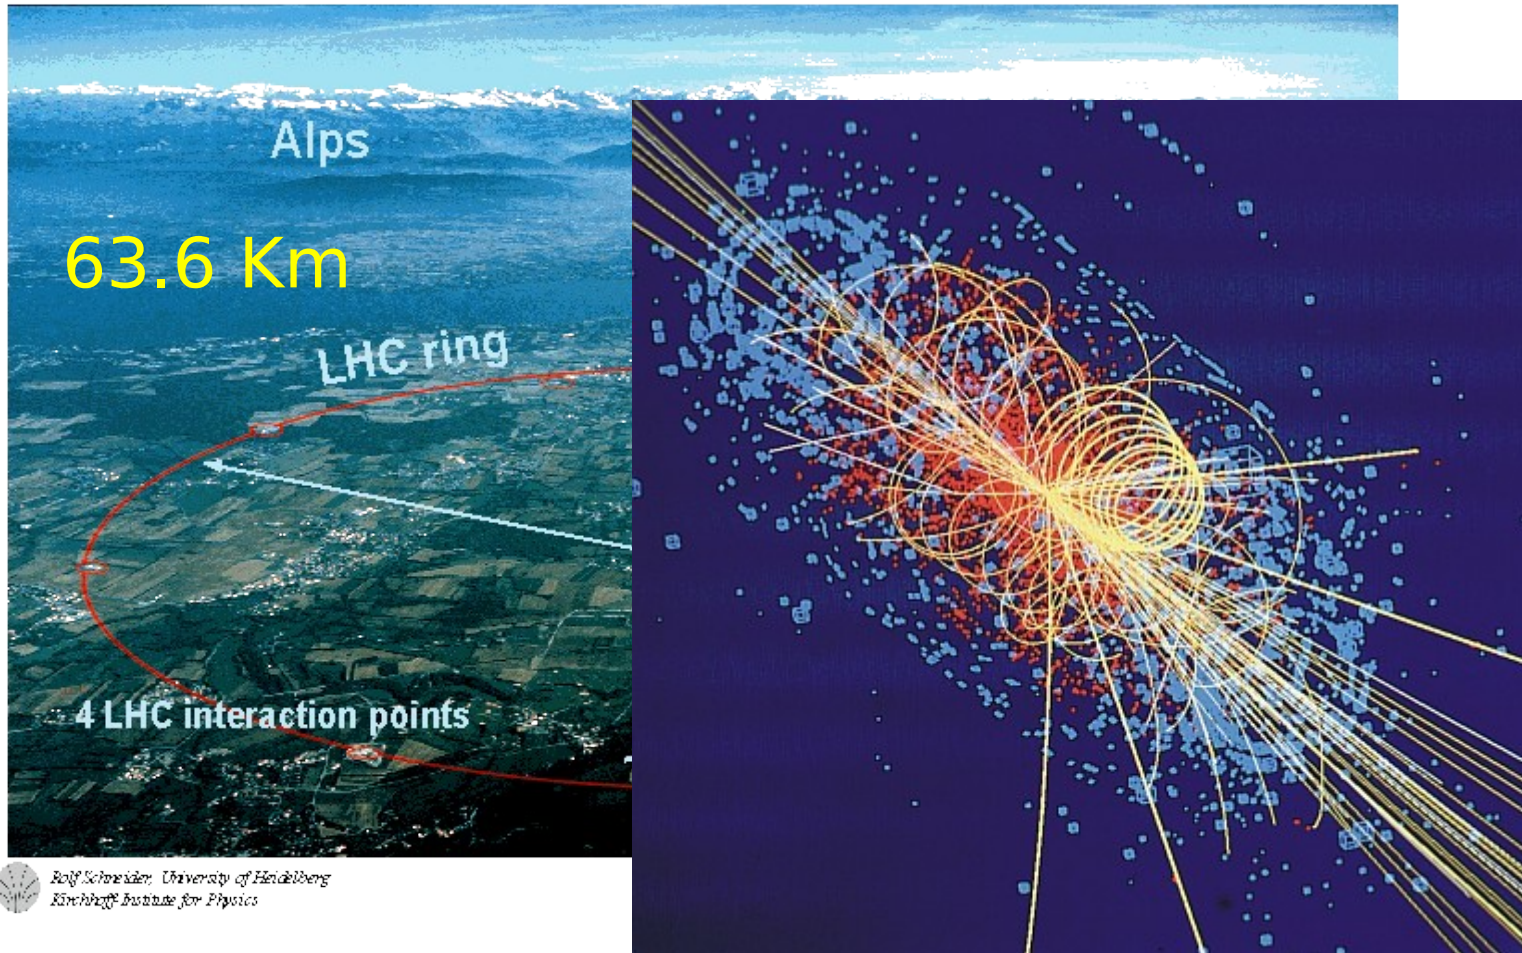 Alps
63.6 Km
LHC ring
4 LHC interaction points
Rolf Schneider, University of Heidelberg
Kirchhoff-Institute for Physics